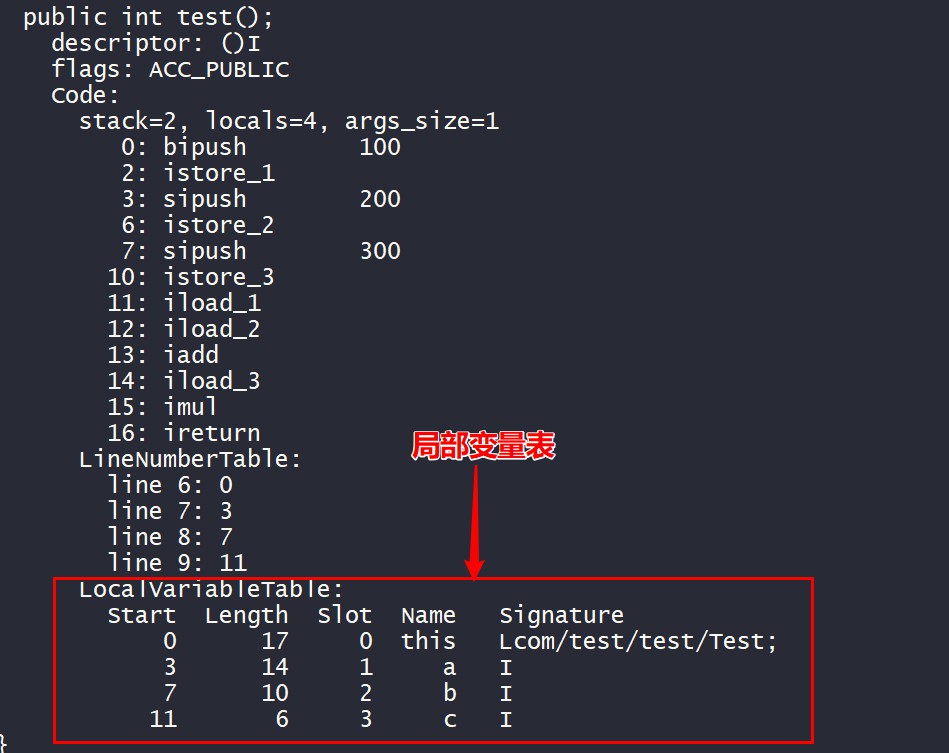 public int test();
descriptor: ()I
flags: ACC_PUBLIC
Code:
stack=2, locals=4, args_size=1
0: bipush 100
2: istore_1
3: sipush 200
6: istore_2
7: sipush 300
10: istore_3
11: iload_1
12: iload_2
13: iadd
14: iload_3
15: imul
16: ireturn
局部变量表
LineNumberTable:
line 6: 0
line 7: 3
line 8: 7
line 9: 11
LocalVariableTable:
Start Length Slot Name Signature
0 17 0 this Lcom/test/test/Test;
3 14 1 a I
7 10 2 b I
11 6 3 c I
}